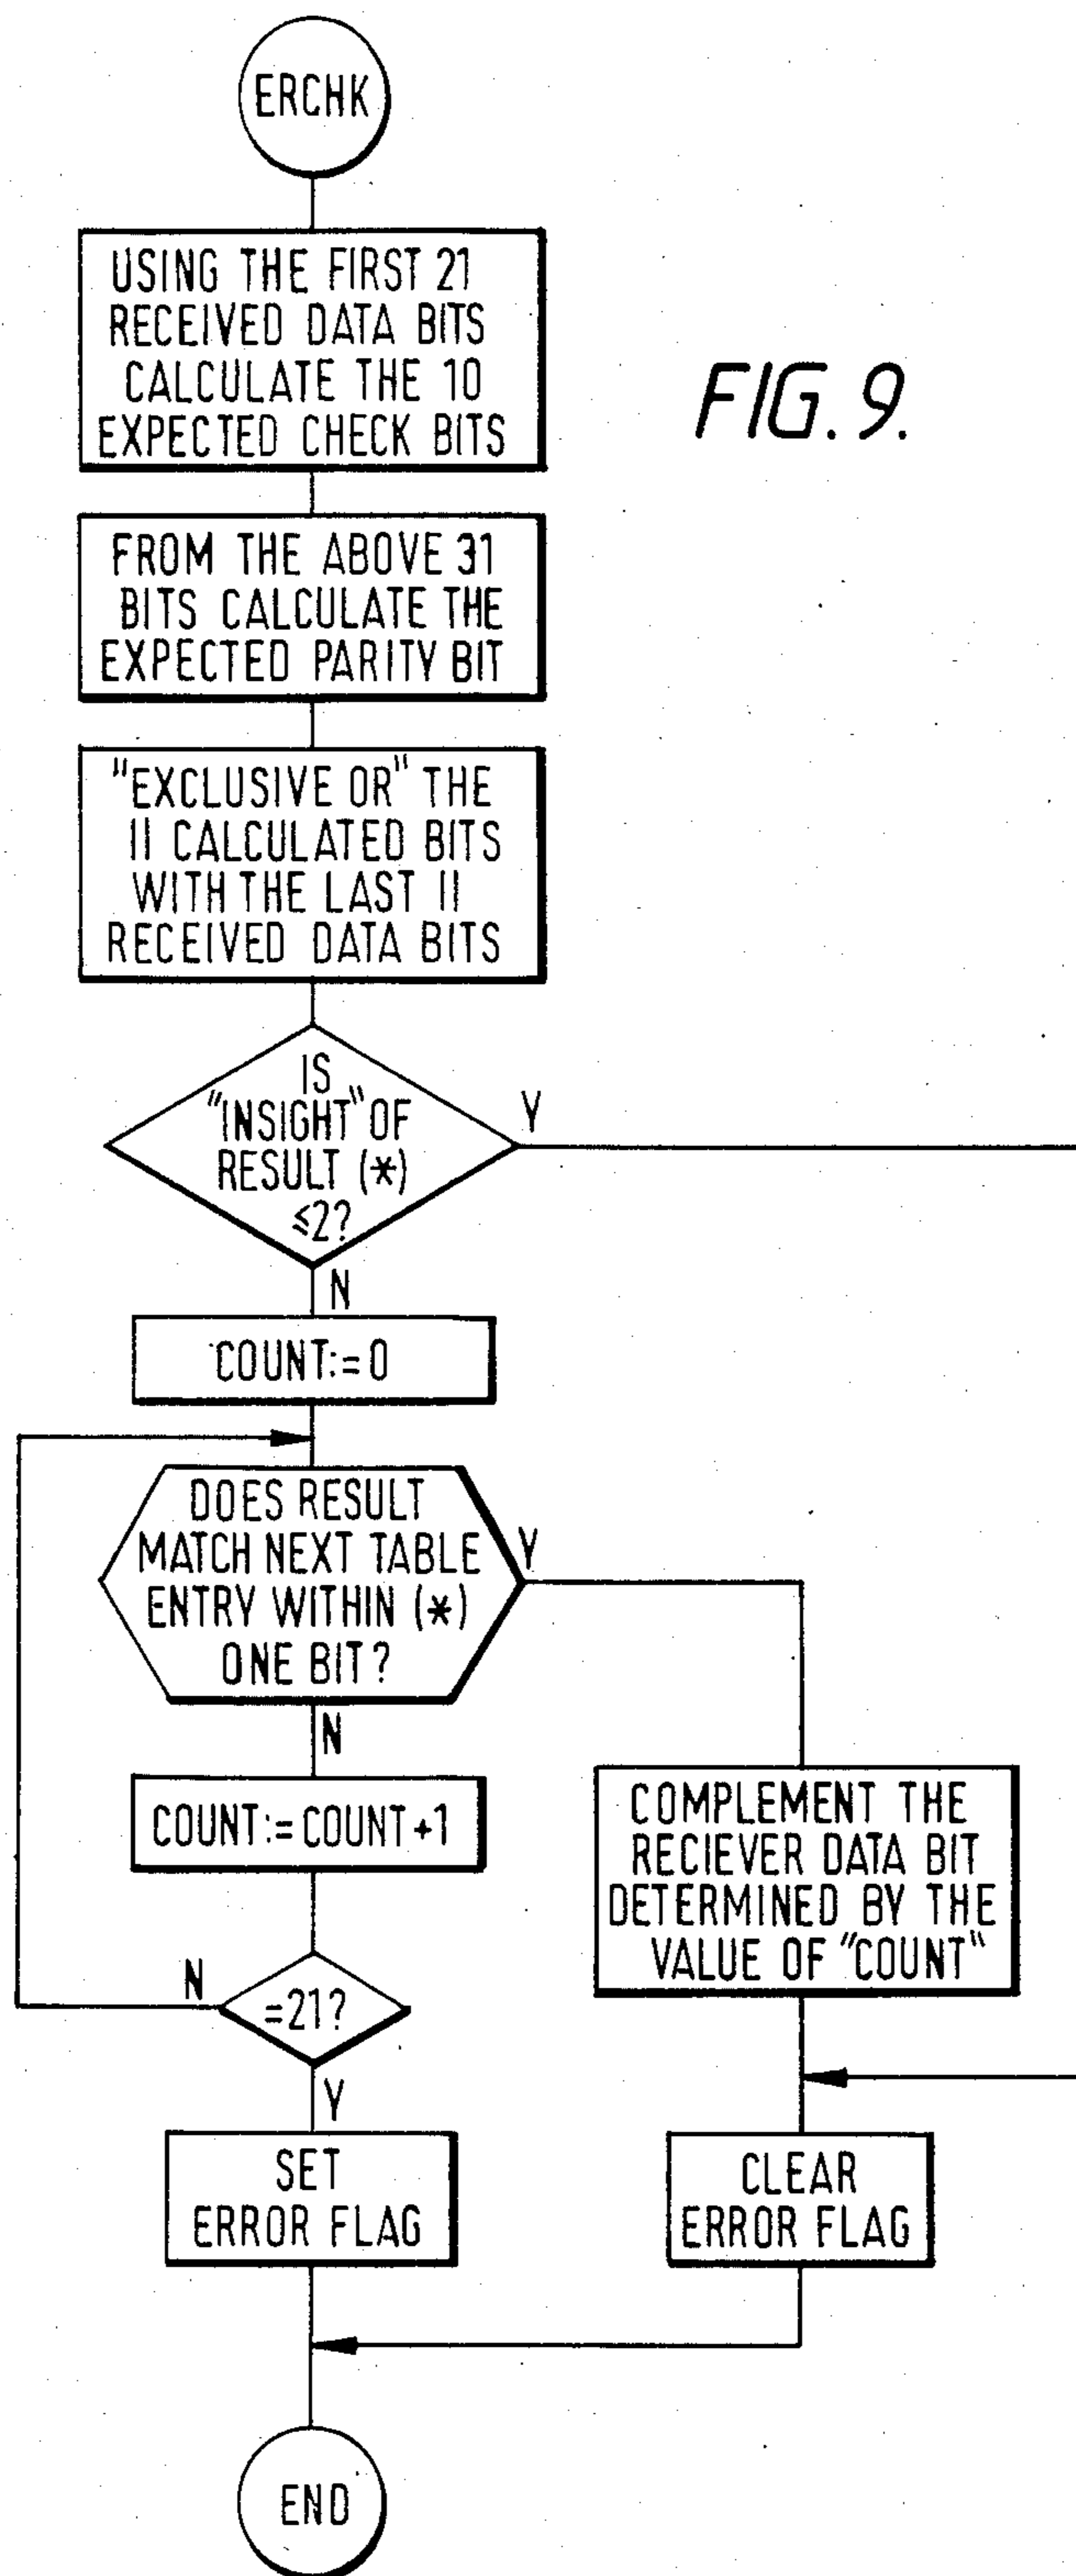 ERCHK
USING THE FIRST 21
RECEIVED DATA BITS
CALCULATE THE 10
EXPECTED CHECK BITS
FIG. 9.
FROM THE ABOVE 31
BITS CALCULATE THE
EXPECTED PARITY BIT
"EXCLUSIVE OR" THE
11 CALCULATED BITS
WITH THE LAST 11
RECEIVED DATA BITS
IS
"INSIGHT" OF
RESULT (*)
≤2?
Y
N
COUNT:=0
DOES RESULT
MATCH NEXT TABLE
ENTRY WITHIN (*)
ONE BIT?
Y
N
COUNT:=COUNT+1
COMPLEMENT THE
RECIEVER DATA BIT
DETERMINED BY THE
VALUE OF "COUNT"
N
=21?
Y
SET
ERROR FLAG
CLEAR
ERROR FLAG
END